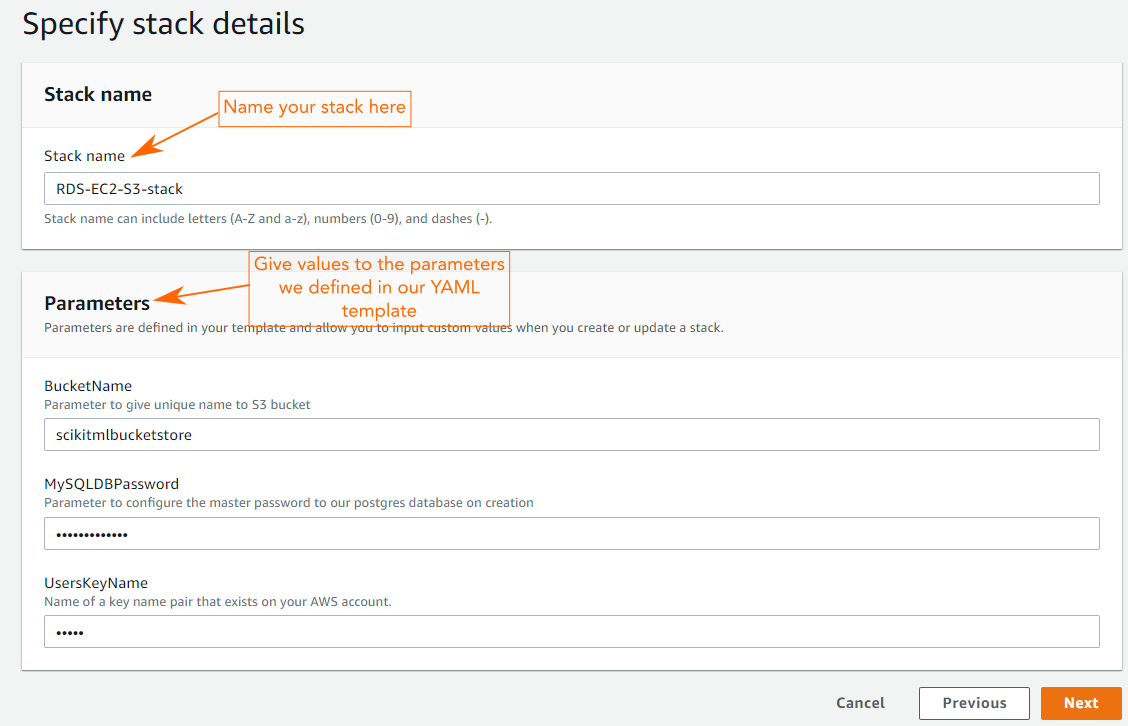 Specify stack details
Stack name
Name your stack here
Stack name
RDS-EC2-S3-stack
Stack name can include letters (A-Z and a-z), numbers (0-9), and dashes (-).
Give values to the parameters
we defined in our YAML
template
Parameters
Parameters are defined in your template and allow you to input custom values when you create or update a stack.
BucketName
Parameter to give unique name to S3 bucket
scikitmlbucketstore
MySQLDBPassword
Parameter to configure the master password to our postgres database on creation
•••••••••••••
UsersKeyName
Name of a key name pair that exists on your AWS account.
•••••
Cancel Previous Next